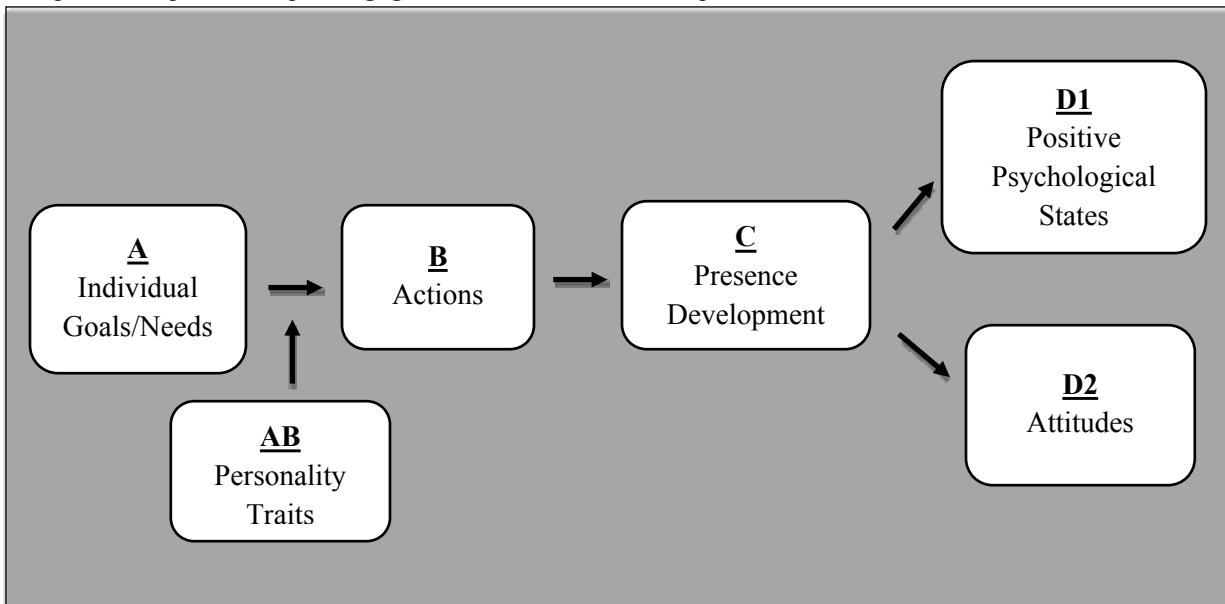 A
Individual
Goals/Needs
AB
Personality
Traits
B
Actions
C
Presence
Development
D1
Positive
Psychological
States
D2
Attitudes